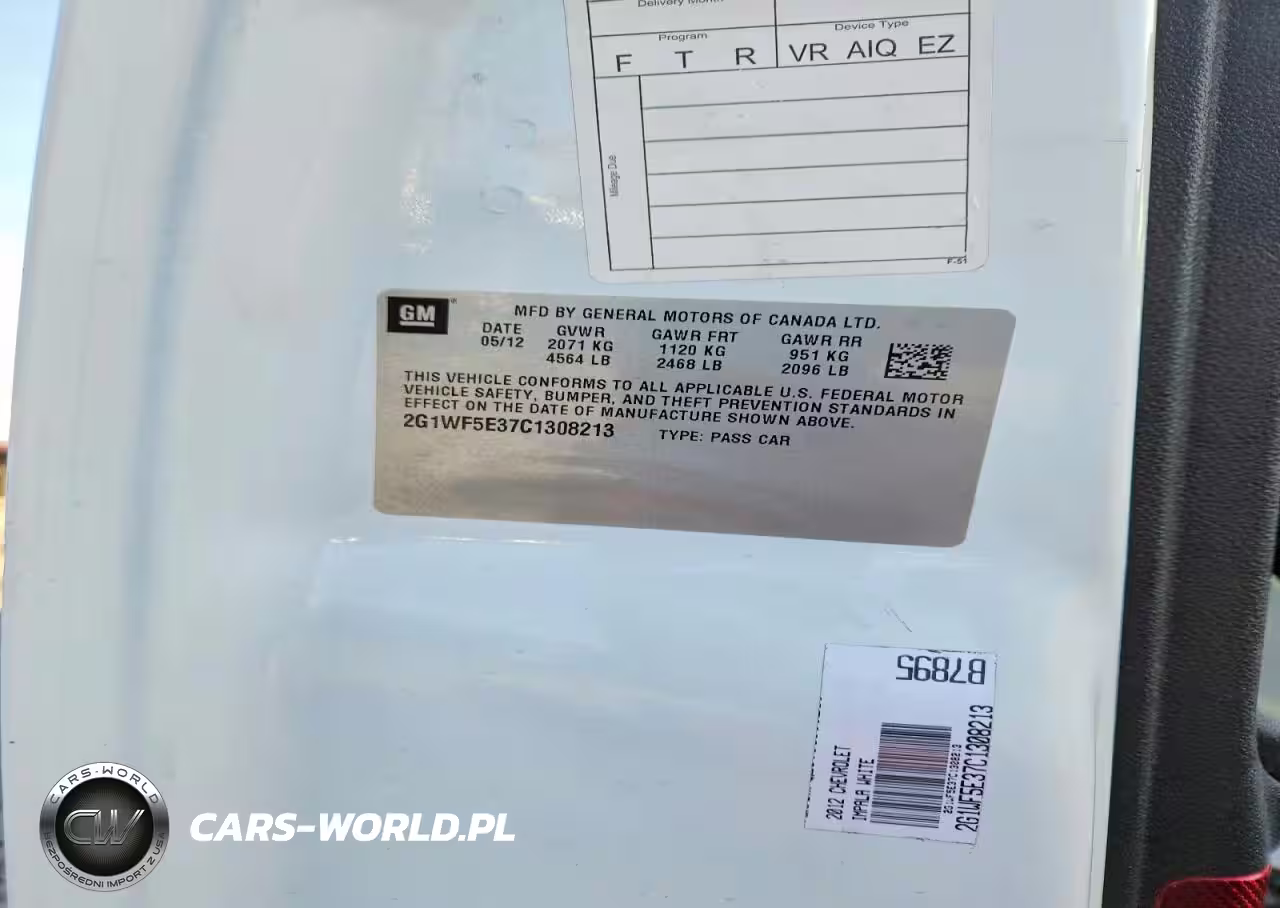 Delivery Month
Program
Device Type
F T R VR AIQ EZ
Mileage Due
F-51
GM
MFD BY GENERAL MOTORS OF CANADA LTD.
DATE GVWR GAWR FRT GAWR RR
05/12 2071 KG 1120 KG 951 KG
4564 LB 2468 LB 2096 LB
THIS VEHICLE CONFORMS TO ALL APPLICABLE U.S. FEDERAL MOTOR
VEHICLE SAFETY, BUMPER, AND THEFT PREVENTION STANDARDS IN
EFFECT ON THE DATE OF MANUFACTURE SHOWN ABOVE.
2G1WF5E37C1308213 TYPE: PASS CAR
B7895
2012 CHEVROLET
IMPALA WHITE
2G1WF5E37C1308213
2G1WF5E37C1308213
CARS-WORLD
CW
BEZPOŚREDNI IMPORT Z USA
CARS-WORLD.PL